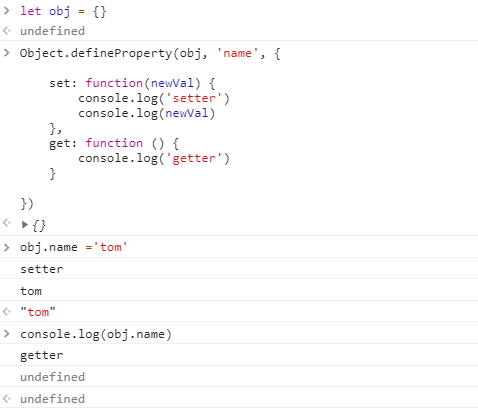 > let obj = {}
< undefined
> Object.defineProperty(obj, 'name', {
set: function(newVal) {
console.log('setter')
console.log(newVal)
},
get: function () {
console.log('getter')
}
})
< ▶{}
> obj.name ='tom'
setter
tom
< "tom"
> console.log(obj.name)
getter
undefined
< undefined